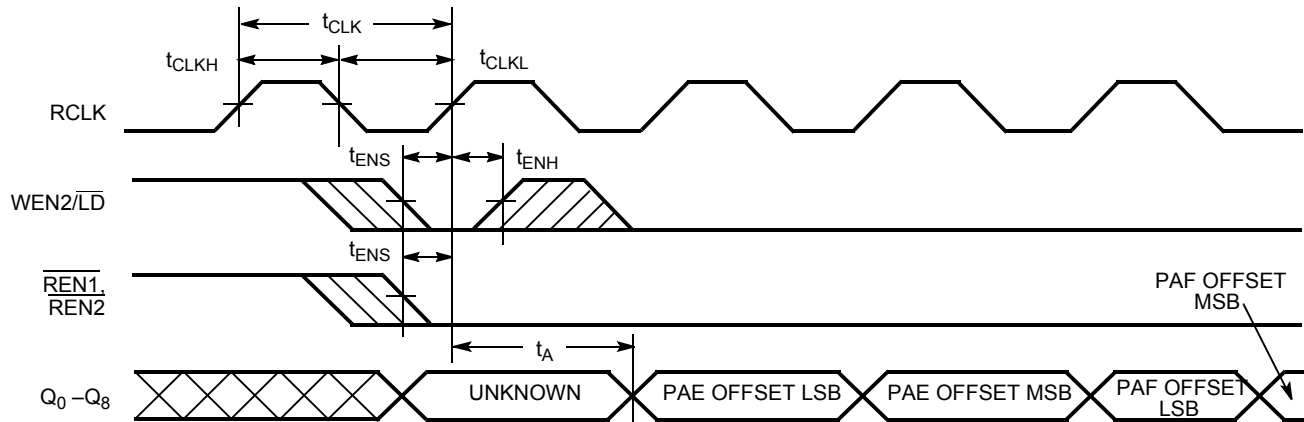 tCLK
tCLKH
tCLKL
RCLK
tENS
tENH
WEN2/LD
tENS
REN1,
REN2
PAF OFFSET
MSB
tA
Q0 –Q8
UNKNOWN
PAE OFFSET LSB
PAE OFFSET MSB
PAF OFFSET
LSB